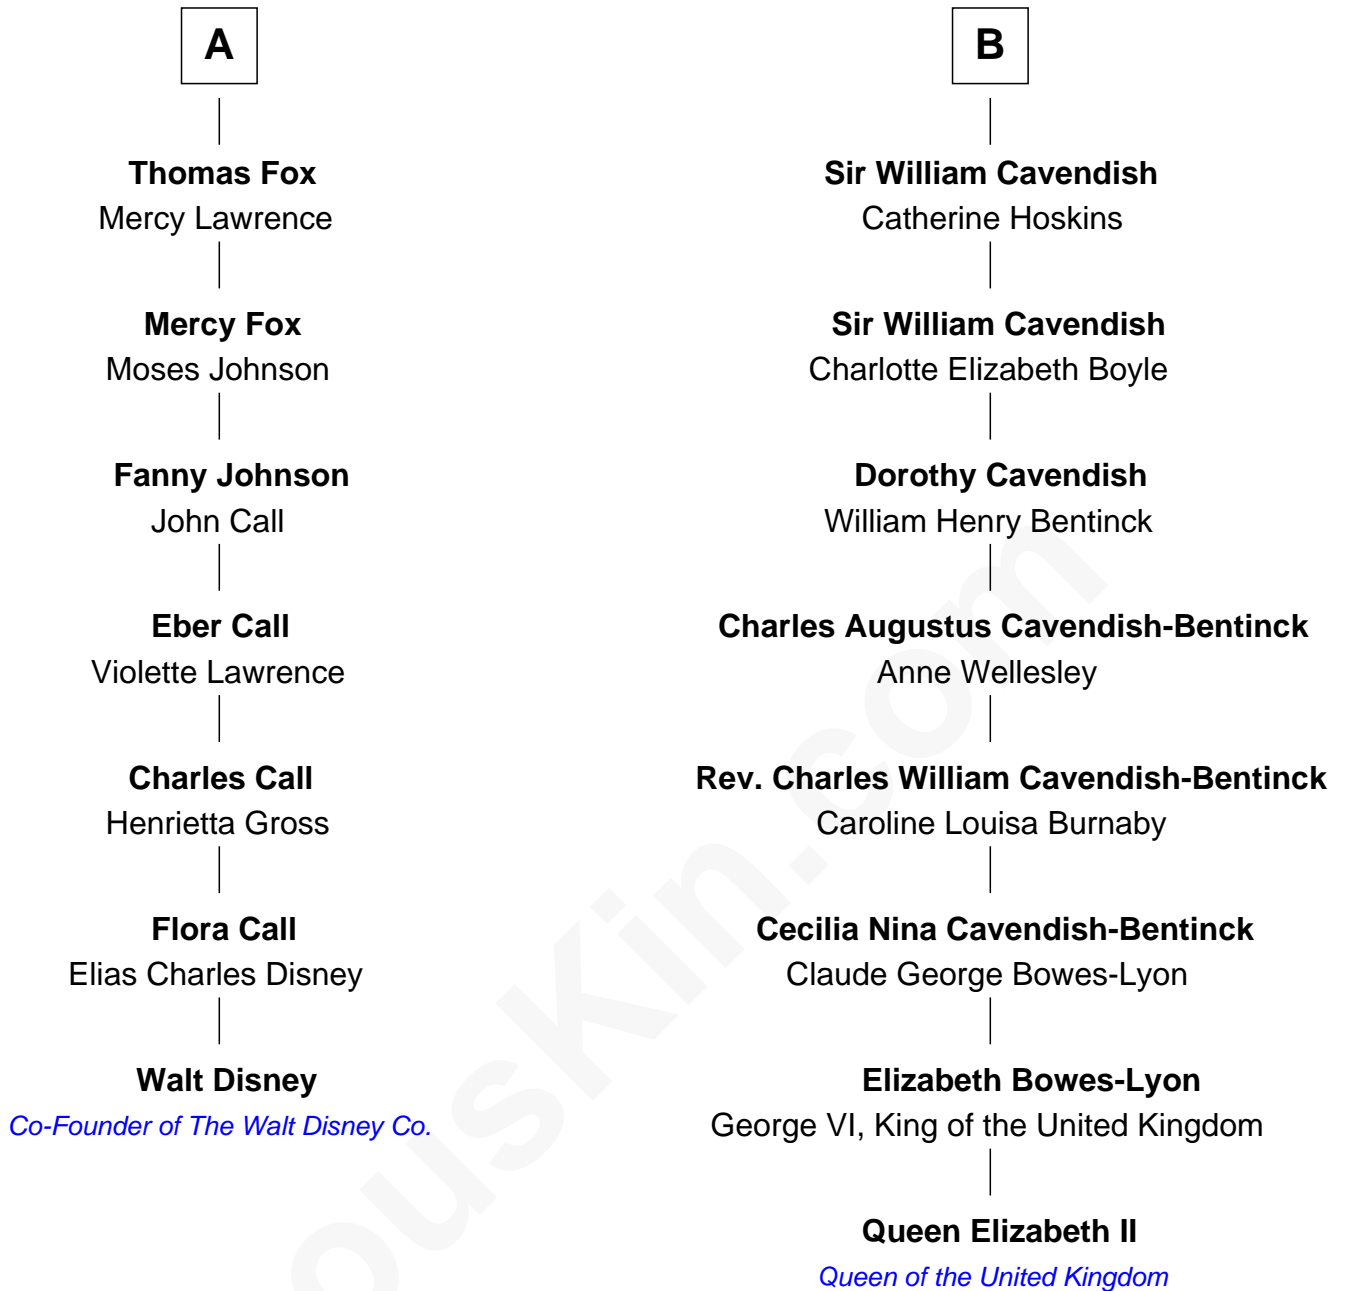 A
Thomas Fox
Mercy Lawrence
Mercy Fox
Moses Johnson
Fanny Johnson
John Call
Eber Call
Violette Lawrence
Charles Call
Henrietta Gross
Flora Call
Elias Charles Disney
Walt Disney
Co-Founder of The Walt Disney Co.
B
Sir William Cavendish
Catherine Hoskins
Sir William Cavendish
Charlotte Elizabeth Boyle
Dorothy Cavendish
William Henry Bentinck
Charles Augustus Cavendish-Bentinck
Anne Wellesley
Rev. Charles William Cavendish-Bentinck
Caroline Louisa Burnaby
Cecilia Nina Cavendish-Bentinck
Claude George Bowes-Lyon
Elizabeth Bowes-Lyon
George VI, King of the United Kingdom
Queen Elizabeth II
Queen of the United Kingdom
ousKin.com